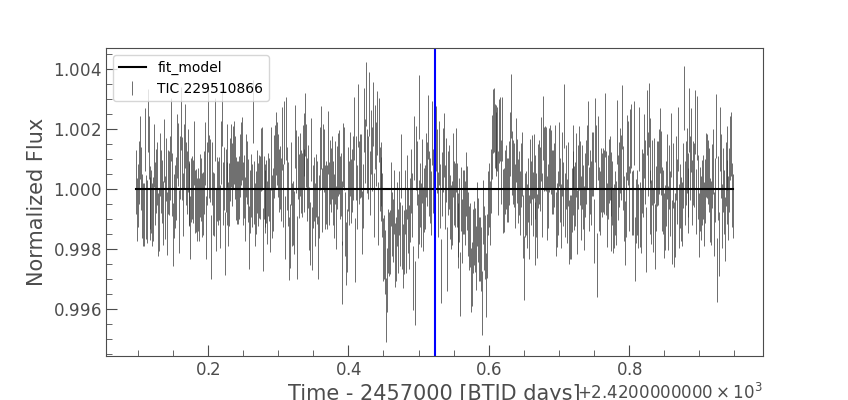 fit_model
TIC 229510866
1.004
1.002
1.000
0.998
0.996
Normalized Flux
0.2 0.4 0.6 0.8
Time - 2457000 [BTJD days]
+2.4200000000 × 10³